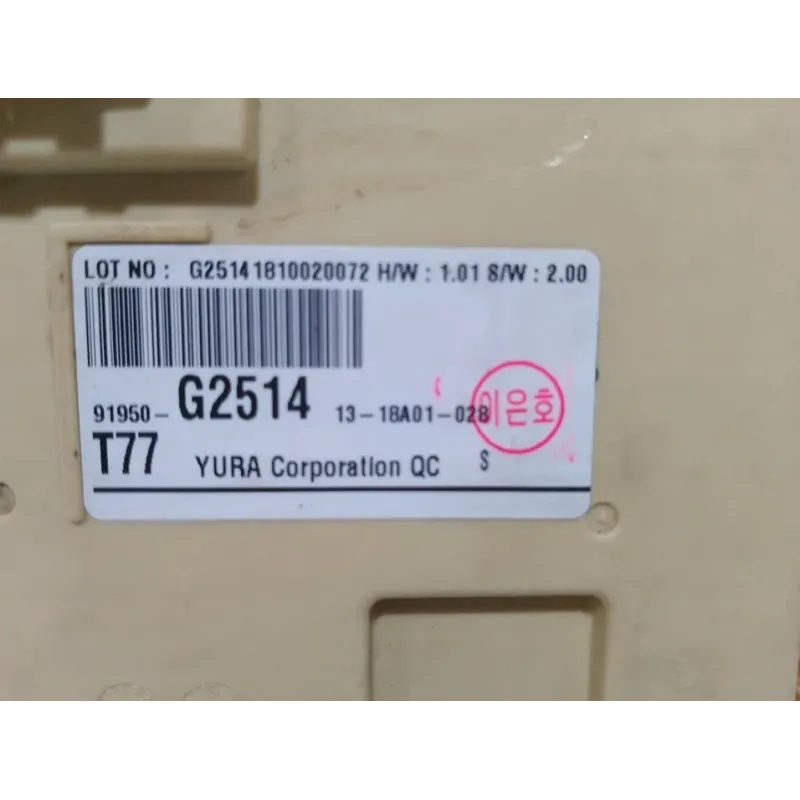 LOT NO : G25141810020072 H/W : 1.01 S/W : 2.00
91950- G2514 13-18A01-028
이은호
T77 YURA Corporation QC S